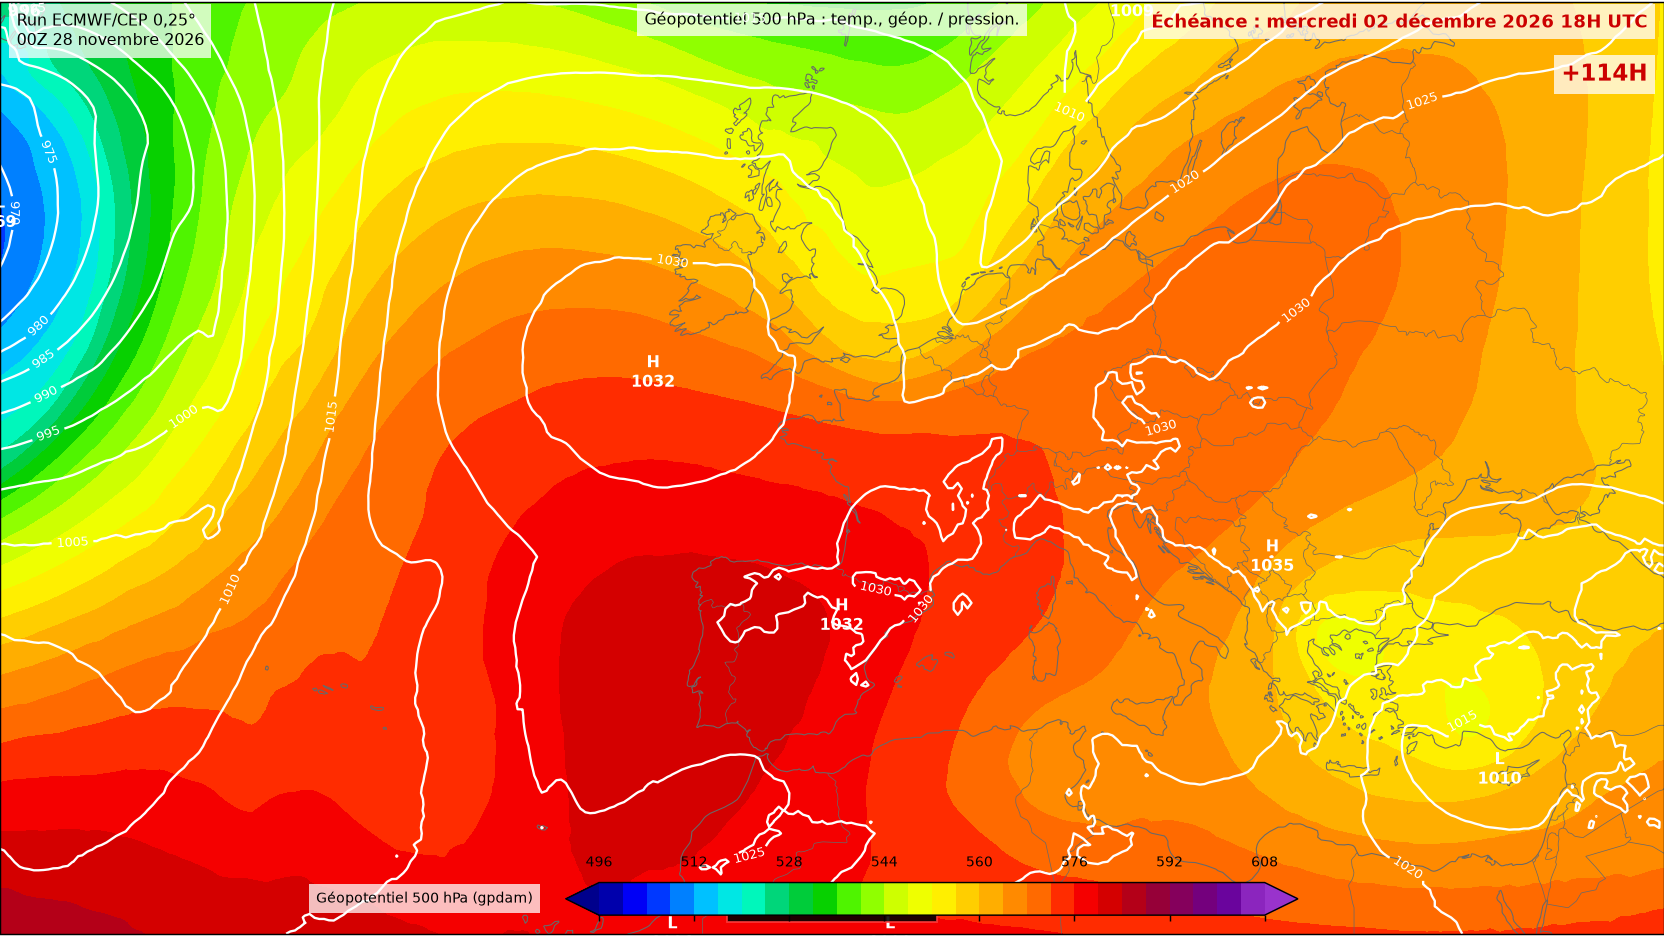 Run ECMWF/CEP 0,25°
00Z 28 novembre 2026
Géopotentiel 500 hPa : temp., géop. / pression.
Échéance : mercredi 02 décembre 2026 18H UTC
+114H
1010
1025
975
1020
970
1030
H
1032
1030
980
985
990
1000
1015
995
1030
1005
H
1035
1010
1030
H
1032
1030
1015
L
1010
1025
1020
496 512 528 544 560 576 592 608
Géopotentiel 500 hPa (gpdam)
L L